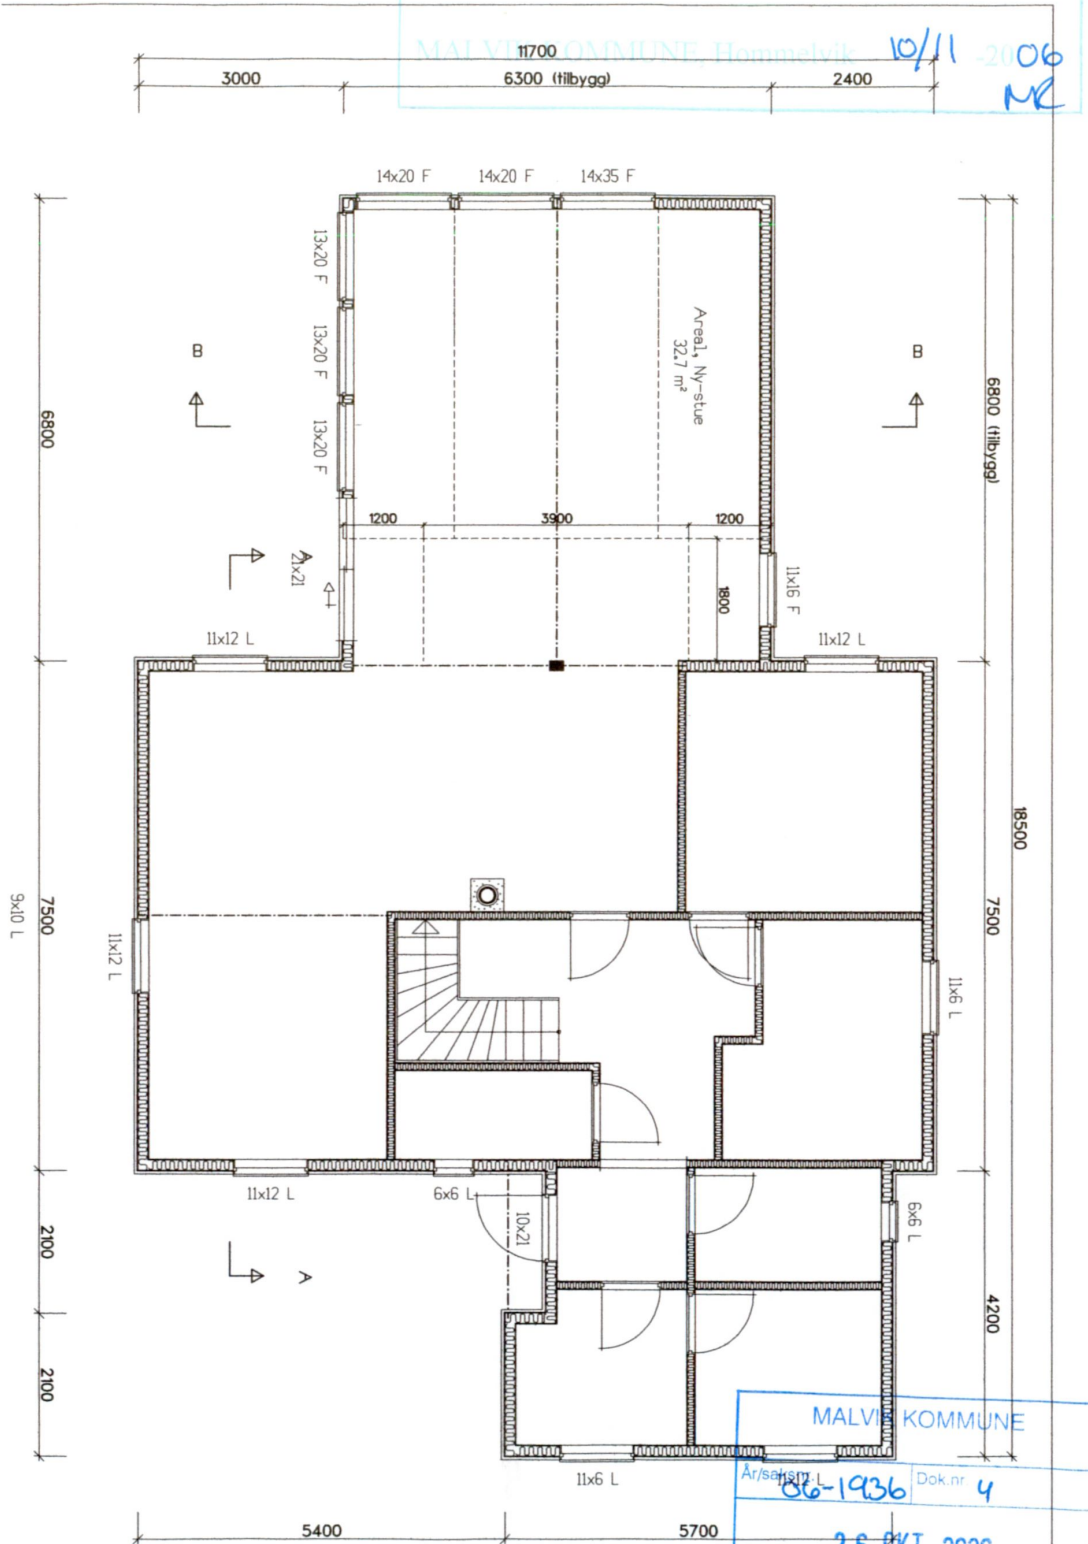 MALVIK KOMMUNE, Hommelvik 10/11 -2006
NR
11700
3000
6300 (tilbygg)
2400
14x20 F
14x20 F
14x35 F
13x20 F
13x20 F
13x20 F
Areal, Ny-stue
32.7 m²
B
B
6800
6800 (tilbygg)
1200
3900
1200
1800
A
21x21
11x16 F
11x12 L
11x12 L
18500
7500
7500
9x10 L
11x12 L
11x6 L
11x12 L
6x6 L
10x21
6x6 L
A
2100
4200
2100
11x6 L
11x12 L
5400
5700
MALVIK KOMMUNE
År/saksnr.
06-1936
Dok.nr 4